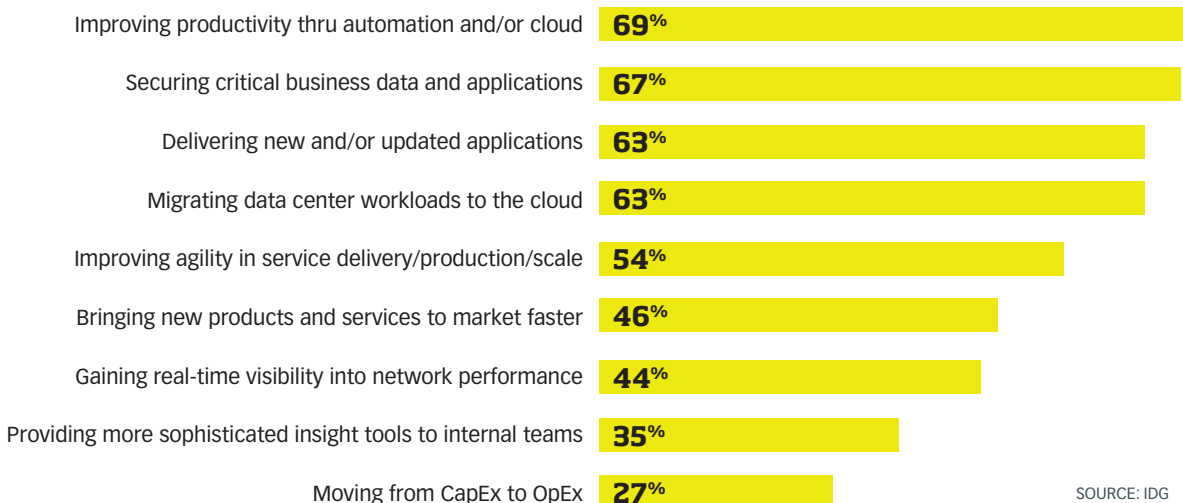 Improving productivity thru automation and/or cloud 69%
Securing critical business data and applications 67%
Delivering new and/or updated applications 63%
Migrating data center workloads to the cloud 63%
Improving agility in service delivery/production/scale 54%
Bringing new products and services to market faster 46%
Gaining real-time visibility into network performance 44%
Providing more sophisticated insight tools to internal teams 35%
Moving from CapEx to OpEx 27%
SOURCE: IDG